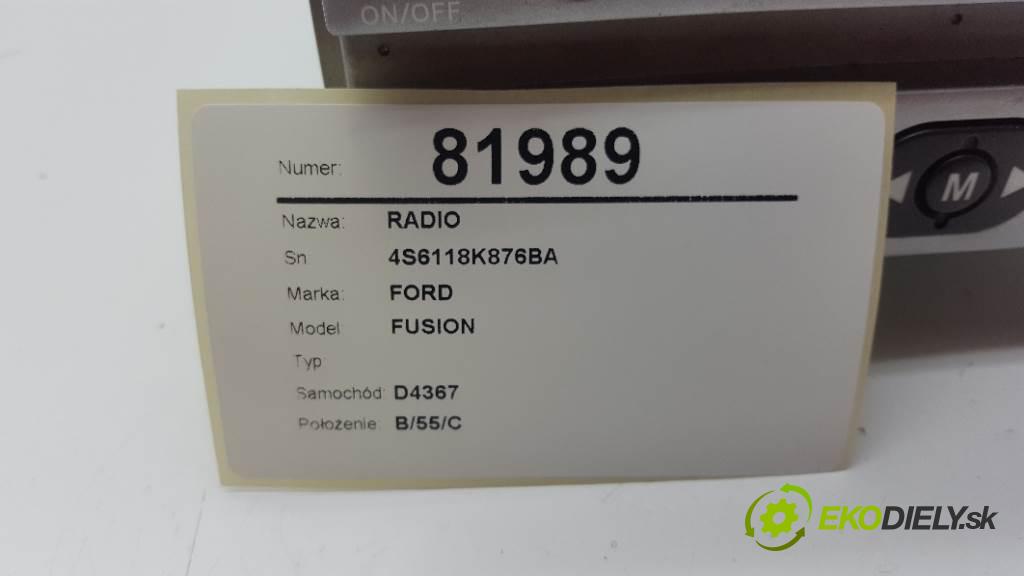 ON/OFF
Numer: 81989
Nazwa: RADIO
Sn: 4S6118K876BA
Marka: FORD
Model: FUSION
Typ:
Samochód: D4367
Położenie: B/55/C
M
EKODIELY.sk